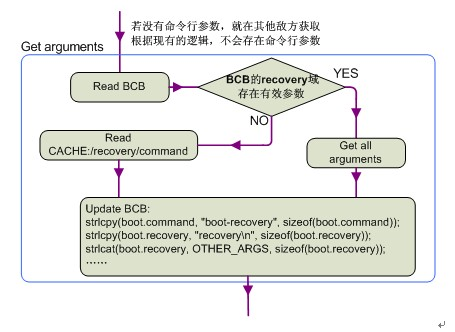 若没有命令行参数，就在其他敌方获取
根据现有的逻辑，不会存在命令行参数
Get arguments
Read BCB
BCB的recovery域
存在有效参数
YES
NO
Read
CACHE:/recovery/command
Get all
arguments
Update BCB:
strlcpy(boot.command, "boot-recovery", sizeof(boot.command));
strlcpy(boot.recovery, "recovery\n", sizeof(boot.recovery));
strlcat(boot.recovery, OTHER_ARGS, sizeof(boot.recovery));
……